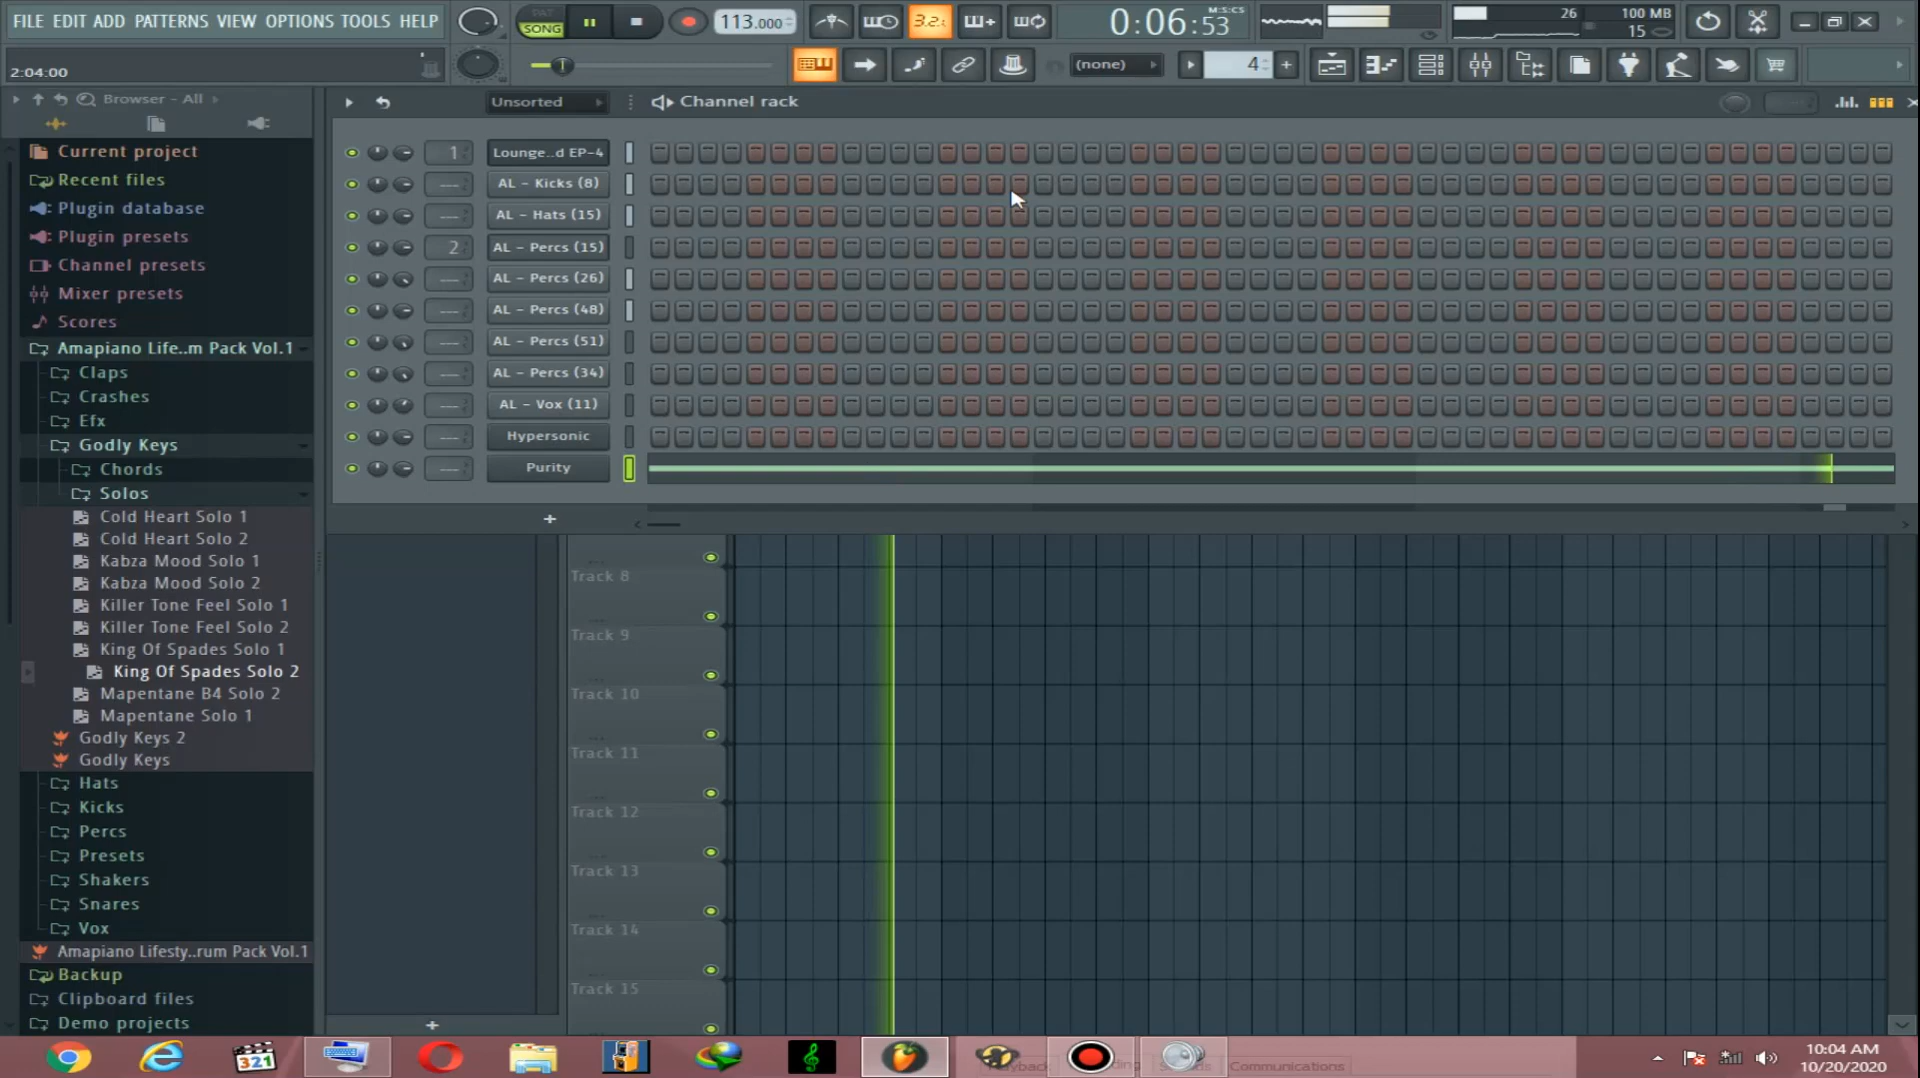 FILE EDIT ADD PATTERNS VIEW OPTIONS TOOLS HELP
PAT
SONG
113.000
3.2.
0:06:53
M:S:CS
26
100 MB
15
2:04:00
(none)
4
Browser - All
Unsorted
Channel rack
Current project
Recent files
Plugin database
Plugin presets
Channel presets
Mixer presets
Scores
Amapiano Life..m Pack Vol.1
Claps
Crashes
Efx
Godly Keys
Chords
Solos
Cold Heart Solo 1
Cold Heart Solo 2
Kabza Mood Solo 1
Kabza Mood Solo 2
Killer Tone Feel Solo 1
Killer Tone Feel Solo 2
King Of Spades Solo 1
King Of Spades Solo 2
Mapentane B4 Solo 2
Mapentane Solo 1
Godly Keys 2
Godly Keys
Hats
Kicks
Percs
Presets
Shakers
Snares
Vox
Amapiano Lifesty..rum Pack Vol.1
Backup
Clipboard files
Demo projects
1 Lounge..d EP-4
--- AL - Kicks (8)
--- AL - Hats (15)
2 AL - Percs (15)
--- AL - Percs (26)
--- AL - Percs (48)
--- AL - Percs (51)
--- AL - Percs (34)
--- AL - Vox (11)
--- Hypersonic
--- Purity
Track 8
Track 9
Track 10
Track 11
Track 12
Track 13
Track 14
Track 15
321
Playback
Communications
10:04 AM
10/20/2020